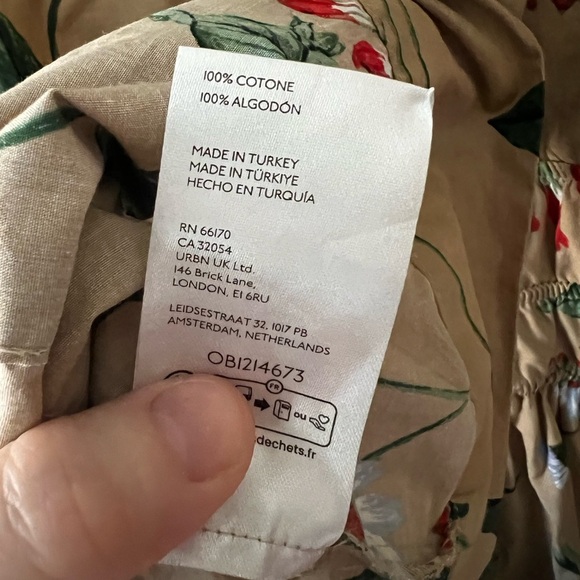 100% COTONE
100% ALGODÓN
MADE IN TURKEY
MADE IN TÜRKIYE
HECHO EN TURQUÍA
RN 66170
CA 32054
URBN UK Ltd.
146 Brick Lane,
LONDON, E1 6RU
LEIDSESTRAAT 32, 1017 PB
AMSTERDAM, NETHERLANDS
OB1214673
FR
ou
dechets.fr